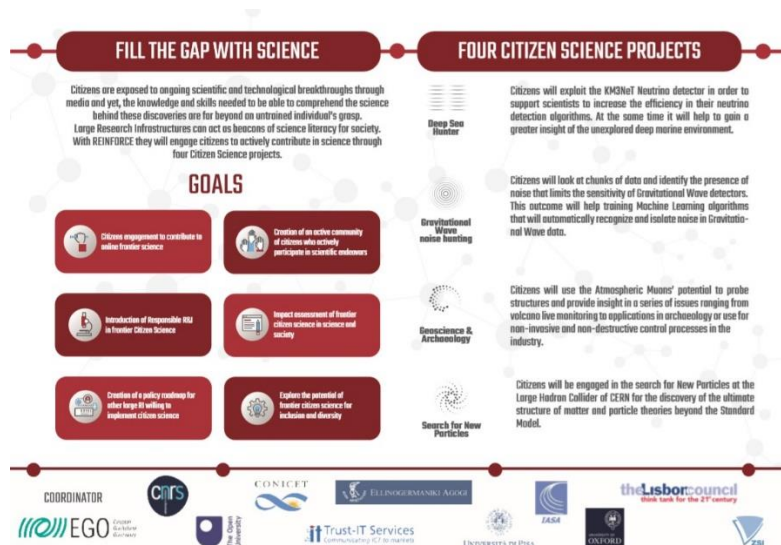 FILL THE GAP WITH SCIENCE
Citizens are exposed to ongoing scientific and technological breakthroughs through
media and yet, the knowledge and skills needed to be able to comprehend the science
behind these discoveries are far beyond an untrained individual's grasp.
Large Research Infrastructures can act as beacons of science literacy for society.
With REINFORCE they will engage citizens to actively contribute in science through
four Citizen Science projects.
GOALS
Citizens engagement to contribute to
online frontier science
Creation of an active community
of citizens who actively
participate in scientific endeavors
Introduction of Responsible R&I
in frontier Citizen Science
Impact assessment of frontier
citizen science in science and
society
Creation of a policy roadmap for
other large RI willing to
implement citizen science
Explore the potential of
frontier citizen science for
inclusion and diversity
FOUR CITIZEN SCIENCE PROJECTS
Deep Sea
Hunter
Citizens will exploit the KM3NeT Neutrino detector in order to
support scientists to increase the efficiency in their neutrino
detection algorithms. At the same time it will help to gain a
greater insight of the unexplored deep marine environment.
Gravitational
Wave
noise hunting
Citizens will look at chunks of data and identify the presence of
noise that limits the sensitivity of Gravitational Wave detectors.
This outcome will help training Machine Learning algorithms
that will automatically recognize and isolate noise in Gravitatio-
nal Wave data.
Geoscience &
Archaeology
Citizens will use the Atmospheric Muons' potential to probe
structures and provide insight in a series of issues ranging from
volcano live monitoring to applications in archaeology or use for
non-invasive and non-destructive control processes in the
industry.
Search for New
Particles
Citizens will be engaged in the search for New Particles at the
Large Hadron Collider of CERN for the discovery of the ultimate
structure of matter and particle theories beyond the Standard
Model.
COORDINATOR
EGO
cnrs
The Open
University
CONICET
ELLINOGERMANIKI AGOGI
Trust-IT Services
Communicating ICT to markets
UNIVERSITÀ DI PISA
IASA
UNIVERSITY OF
OXFORD
the Lisbon council
think tank for the 21st century
ZSI